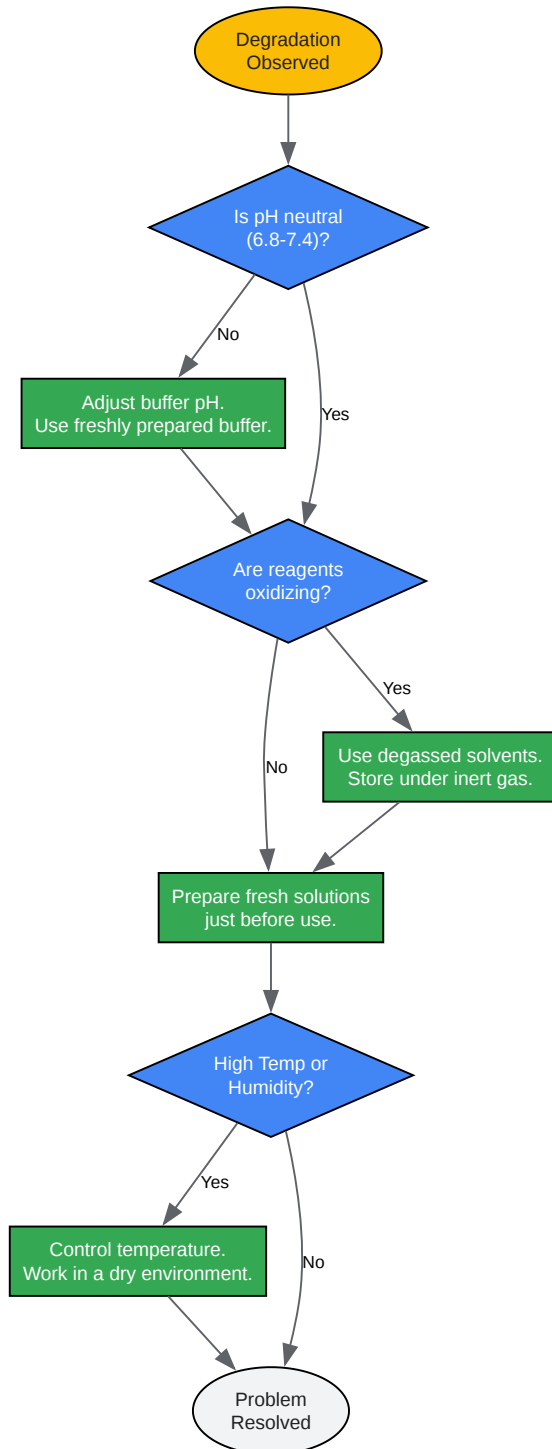 Degradation
Observed
Is pH neutral
(6.8-7.4)?
No
Adjust buffer pH.
Use freshly prepared buffer.
Yes
Are reagents
oxidizing?
Yes
Use degassed solvents.
Store under inert gas.
No
Prepare fresh solutions
just before use.
High Temp or
Humidity?
Yes
Control temperature.
Work in a dry environment.
No
Problem
Resolved